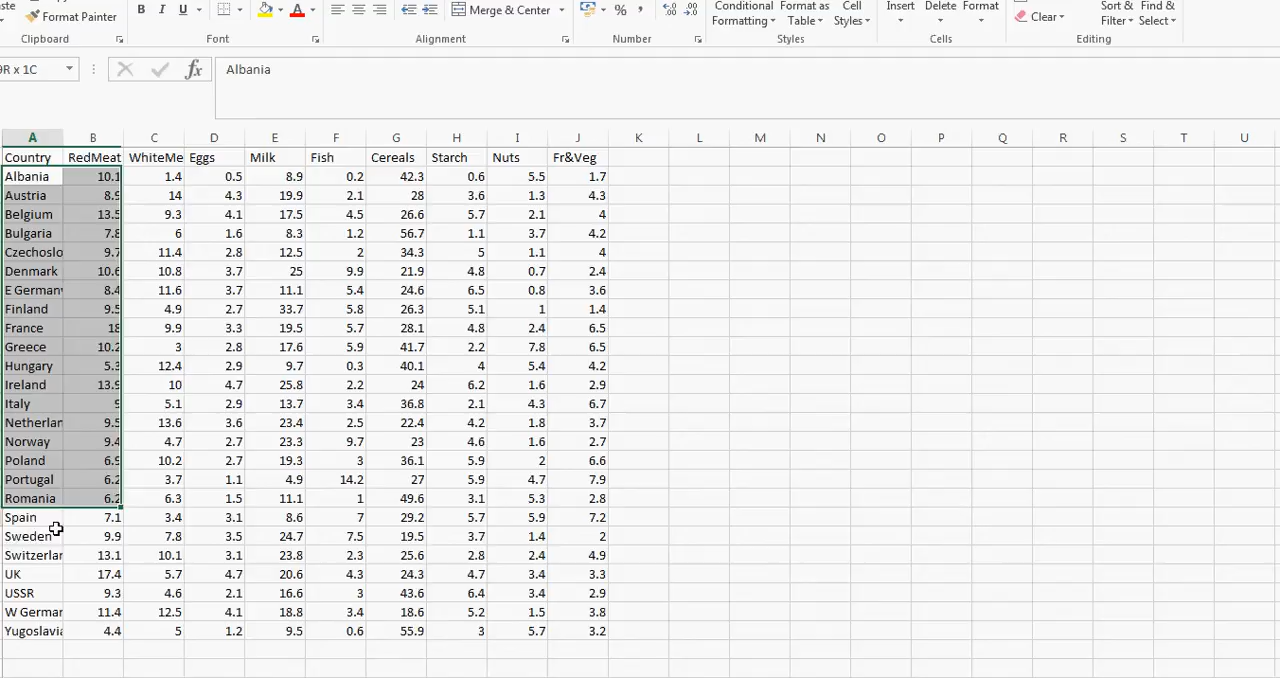 Format Painter
B I U A
Merge & Center
% ,
Conditional Format as Cell
Formatting Table Styles
Insert Delete Format
Clear
Sort & Find &
Filter Select
Clipboard Font Alignment Number Styles Cells Editing
9R x 1C fx Albania
A B C D E F G H I J K L M N O P Q R S T U
Country RedMeat WhiteMe Eggs Milk Fish Cereals Starch Nuts Fr&Veg
Albania 10.1 1.4 0.5 8.9 0.2 42.3 0.6 5.5 1.7
Austria 8.9 14 4.3 19.9 2.1 28 3.6 1.3 4.3
Belgium 13.5 9.3 4.1 17.5 4.5 26.6 5.7 2.1 4
Bulgaria 7.8 6 1.6 8.3 1.2 56.7 1.1 3.7 4.2
Czechoslo 9.7 11.4 2.8 12.5 2 34.3 5 1.1 4
Denmark 10.6 10.8 3.7 25 9.9 21.9 4.8 0.7 2.4
E Germany 8.4 11.6 3.7 11.1 5.4 24.6 6.5 0.8 3.6
Finland 9.5 4.9 2.7 33.7 5.8 26.3 5.1 1 1.4
France 18 9.9 3.3 19.5 5.7 28.1 4.8 2.4 6.5
Greece 10.2 3 2.8 17.6 5.9 41.7 2.2 7.8 6.5
Hungary 5.3 12.4 2.9 9.7 0.3 40.1 4 5.4 4.2
Ireland 13.9 10 4.7 25.8 2.2 24 6.2 1.6 2.9
Italy 9 5.1 2.9 13.7 3.4 36.8 2.1 4.3 6.7
Netherlan 9.5 13.6 3.6 23.4 2.5 22.4 4.2 1.8 3.7
Norway 9.4 4.7 2.7 23.3 9.7 23 4.6 1.6 2.7
Poland 6.9 10.2 2.7 19.3 3 36.1 5.9 2 6.6
Portugal 6.2 3.7 1.1 4.9 14.2 27 5.9 4.7 7.9
Romania 6.2 6.3 1.5 11.1 1 49.6 3.1 5.3 2.8
Spain 7.1 3.4 3.1 8.6 7 29.2 5.7 5.9 7.2
Sweden 9.9 7.8 3.5 24.7 7.5 19.5 3.7 1.4 2
Switzerlan 13.1 10.1 3.1 23.8 2.3 25.6 2.8 2.4 4.9
UK 17.4 5.7 4.7 20.6 4.3 24.3 4.7 3.4 3.3
USSR 9.3 4.6 2.1 16.6 3 43.6 6.4 3.4 2.9
W German 11.4 12.5 4.1 18.8 3.4 18.6 5.2 1.5 3.8
Yugoslavia 4.4 5 1.2 9.5 0.6 55.9 3 5.7 3.2